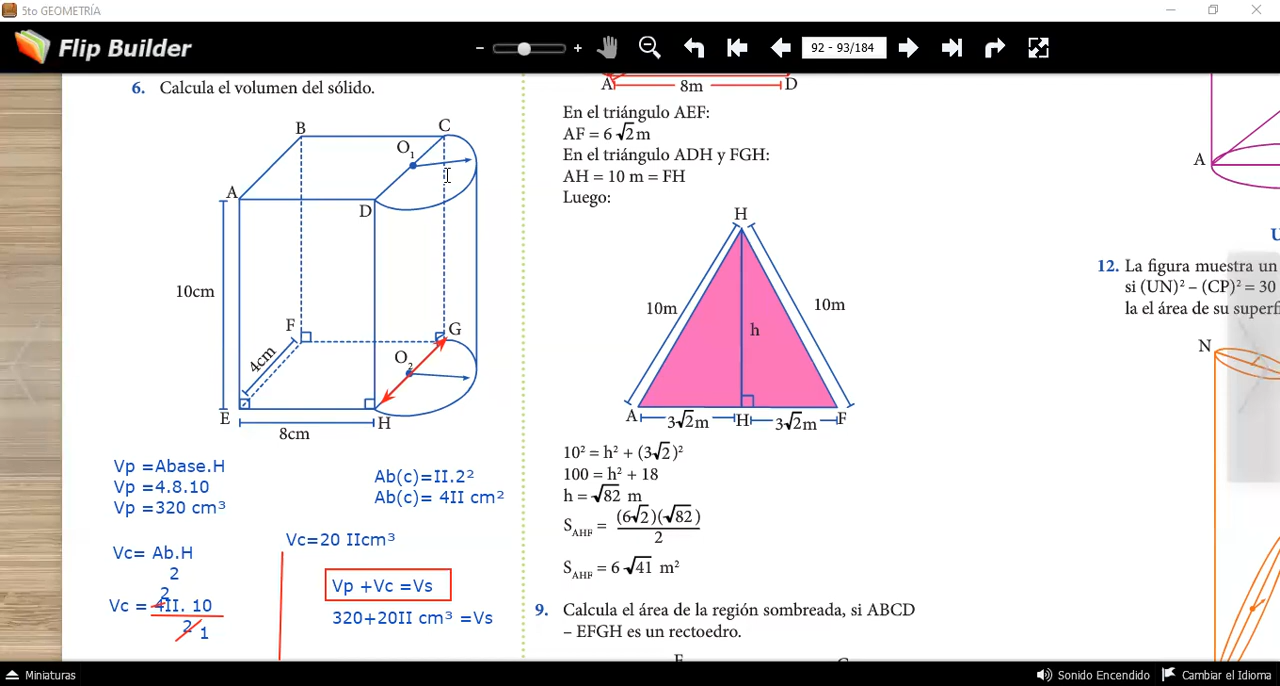 5to GEOMETRÍA
Flip Builder
92 - 93/184
6. Calcula el volumen del sólido.
B
C
O1
A
D
10cm
F
G
4cm
O2
E
H
8cm
Vp =Abase.H
Vp =4.8.10
Vp =320 cm³
Ab(c)=II.2²
Ab(c)= 4II cm²
Vc= Ab.H
2
Vc = 4II. 10
2
2 1
Vc=20 IIcm³
Vp +Vc =Vs
320+20II cm³ =Vs
A
8m
D
En el triángulo AEF:
AF = 6√2m
En el triángulo ADH y FGH:
AH = 10 m = FH
Luego:
H
10m
10m
h
A
3√2m
H
3√2m
F
10² = h² + (3√2)²
100 = h² + 18
h = √82 m
S AHF = (6√2)(√82)
2
S AHF = 6√41 m²
9. Calcula el área de la región sombreada, si ABCD
– EFGH es un rectoedro.
A
U
12. La figura muestra un
si (UN)² – (CP)² = 30
la el área de su superfi
N
Miniaturas
Sonido Encendido
Cambiar el Idioma